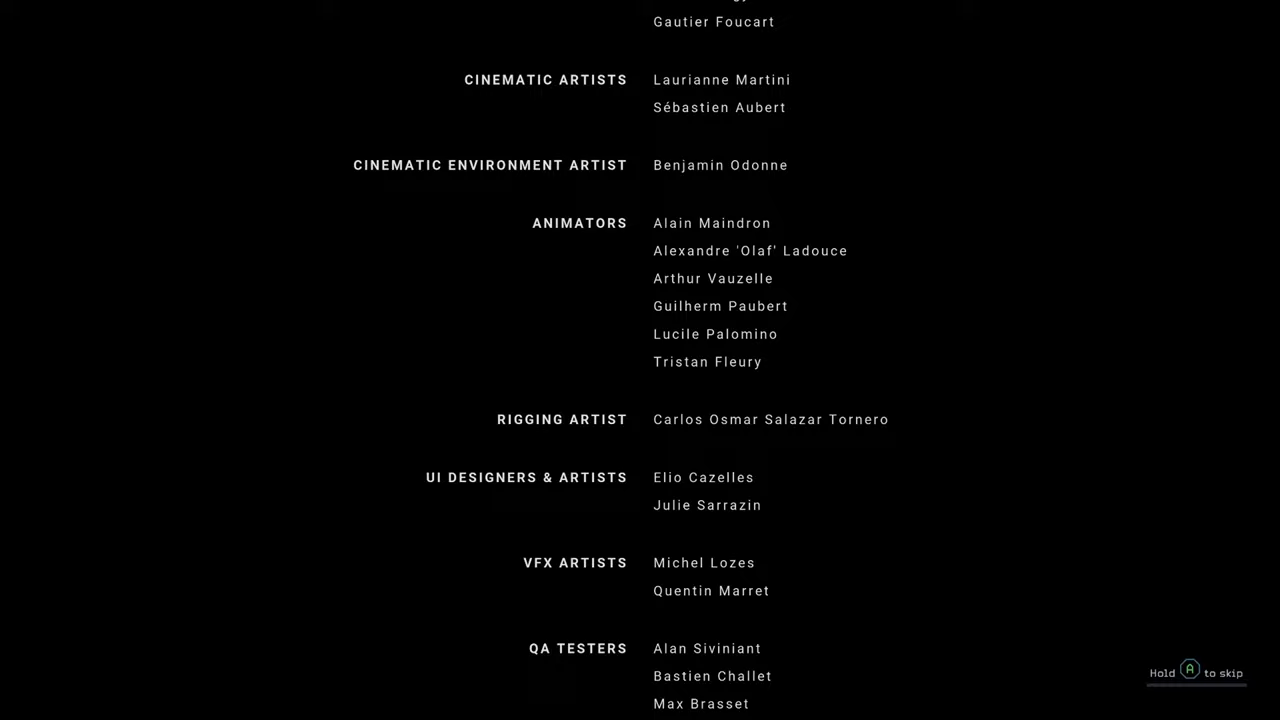 Gautier Foucart
CINEMATIC ARTISTS Laurianne Martini
Sébastien Aubert
CINEMATIC ENVIRONMENT ARTIST Benjamin Odonne
ANIMATORS Alain Maindron
Alexandre 'Olaf' Ladouce
Arthur Vauzelle
Guilherm Paubert
Lucile Palomino
Tristan Fleury
RIGGING ARTIST Carlos Osmar Salazar Tornero
UI DESIGNERS & ARTISTS Elio Cazelles
Julie Sarrazin
VFX ARTISTS Michel Lozes
Quentin Marret
QA TESTERS Alan Siviniant
Bastien Challet
Max Brasset
Hold A to skip